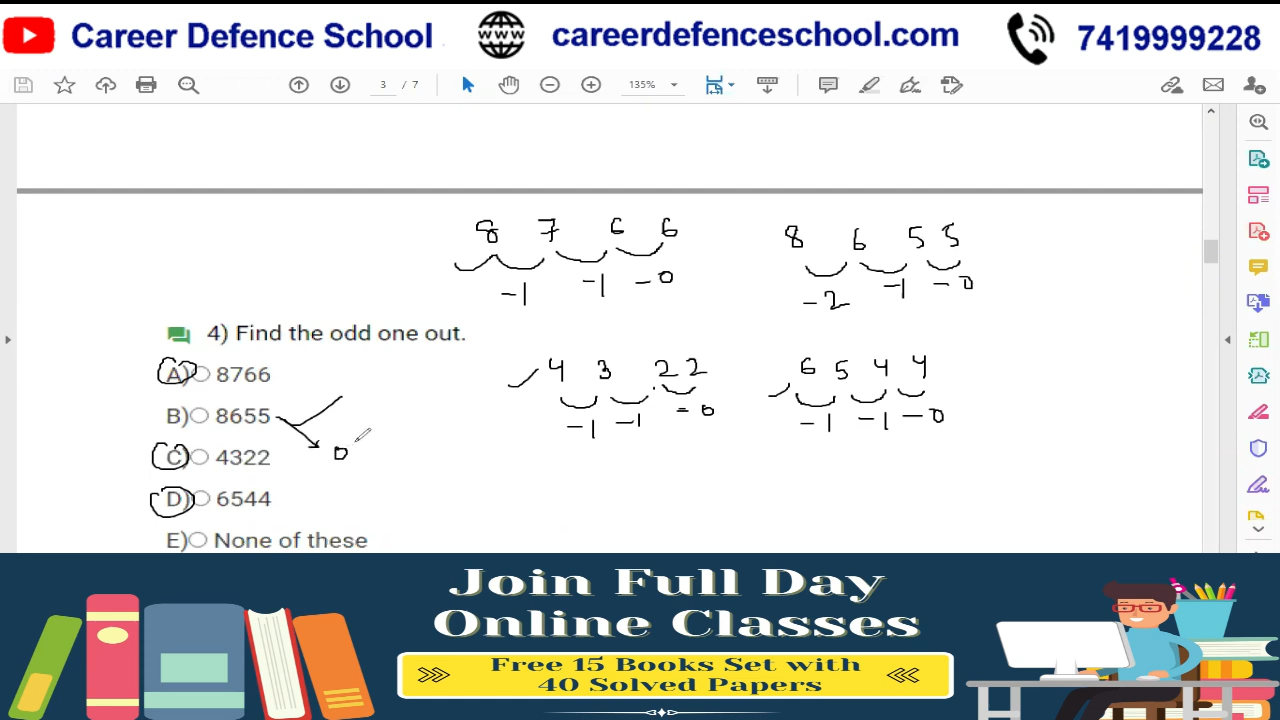 Career Defence School
WWW
careerdefenceschool.com
7419999228
3 / 7
135%
8 7 6 6
-1 -1 -0
8 6 5 5
-2 -1 -0
4) Find the odd one out.
A) 8766
B) 8655
C) 4322
D) 6544
E) None of these
0
4 3 2 2
-1 -1 = 0
6 5 4 4
-1 -1 -0
Join Full Day
Online Classes
Free 15 Books Set with
40 Solved Papers